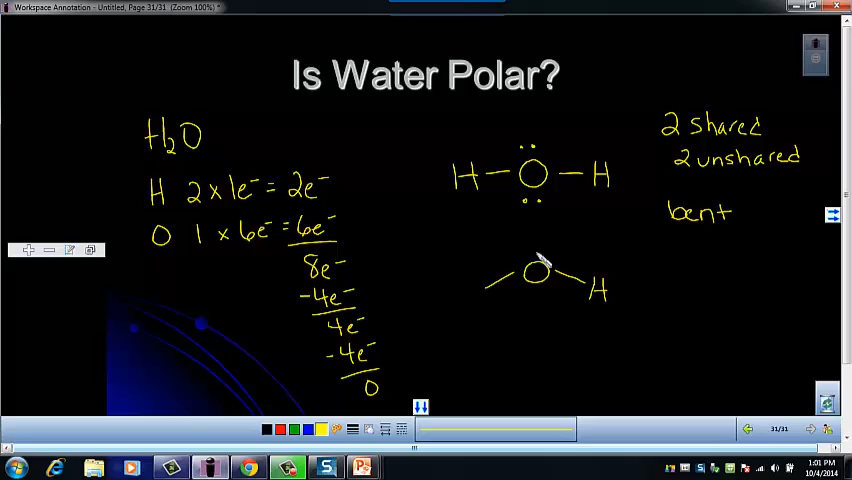 Workspace Annotation - Untitled, Page 31/31 (Zoom 100%) *
Is Water Polar?
H₂O
H 2 x 1e⁻ = 2e⁻
O 1 x 6e⁻ = 6e⁻
8e⁻
-4e⁻
4e⁻
-4e⁻
0
H - O - H
O H
2 shared
2 unshared
bent
31/31
1:01 PM
10/4/2014